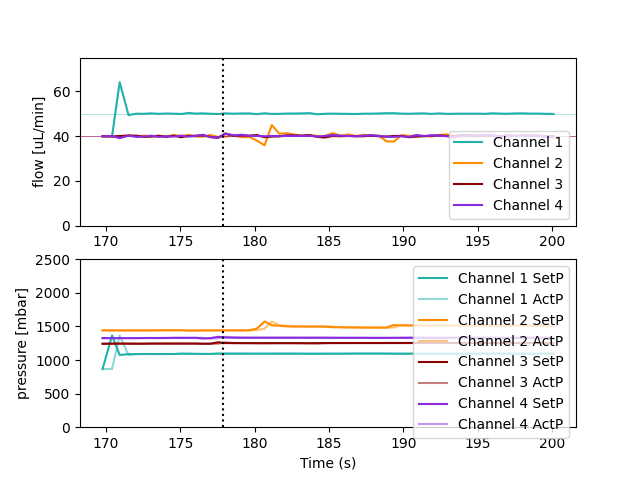 flow [uL/min]
60
40
20
0
170 175 180 185 190 195 200
Channel 1
Channel 2
Channel 3
Channel 4
pressure [mbar]
2500
2000
1500
1000
500
0
170 175 180 185 190 195 200
Time (s)
Channel 1 SetP
Channel 1 ActP
Channel 2 SetP
Channel 2 ActP
Channel 3 SetP
Channel 3 ActP
Channel 4 SetP
Channel 4 ActP